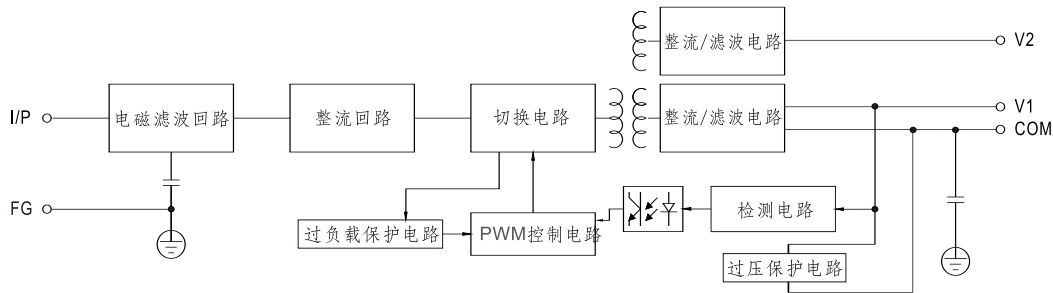 整流/滤波电路
V2
I/P
电磁滤波回路
整流回路
切换电路
整流/滤波电路
V1
COM
FG
过负载保护电路
PWM控制电路
检测电路
过压保护电路